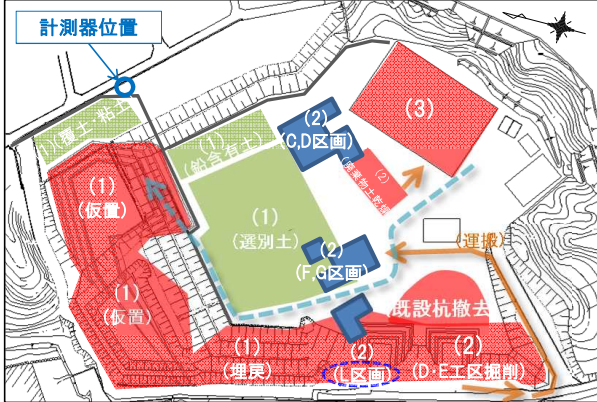 計測器位置
(1)(覆土・粘土)
(1)
(鉛含有土)
(2)
(C,D区画)
(3)
(2)
(1)
(仮置)
(1)
(選別土)
(2)
(F,G区画)
(運搬)
(1)
(仮置)
既設杭撤去
(1)
(埋戻)
(2)
(L区画)
(2)
(D・E工区掘削)